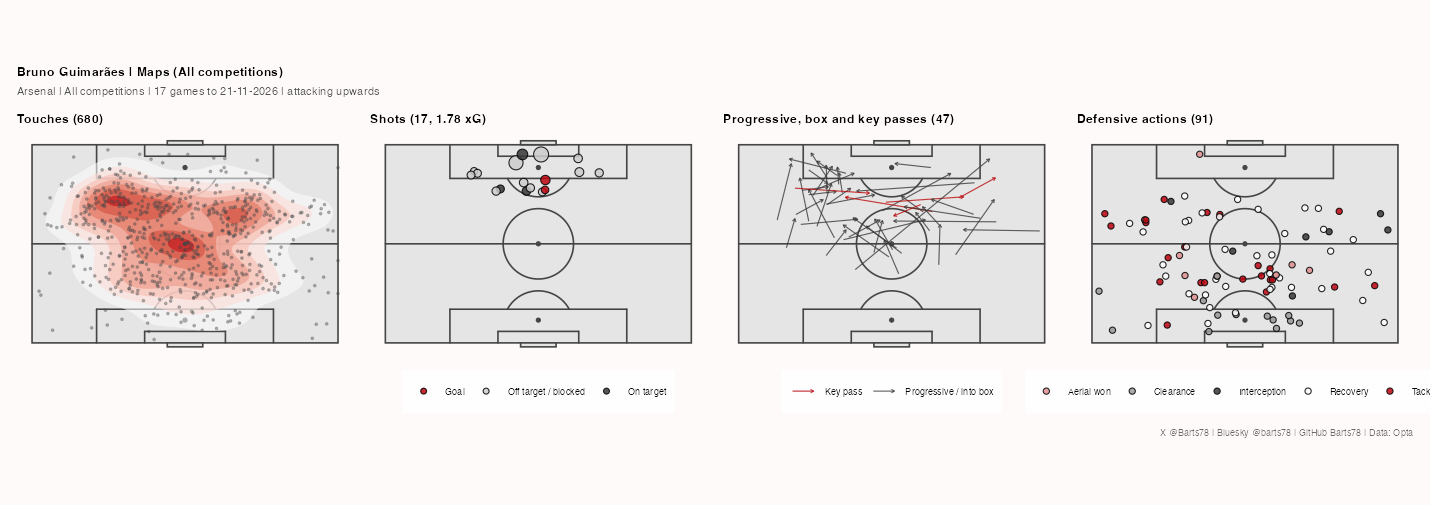 Bruno Guimarães | Maps (All competitions)
Arsenal | All competitions | 17 games to 21-11-2026 | attacking upwards
Touches (680)
Shots (17, 1.78 xG)
Progressive, box and key passes (47)
Defensive actions (91)
Goal
Off target / blocked
On target
Key pass
Progressive / into box
Aerial won
Clearance
Interception
Recovery
Tack
X @Barts78 | Bluesky @barts78 | GitHub Barts78 | Data: Opta